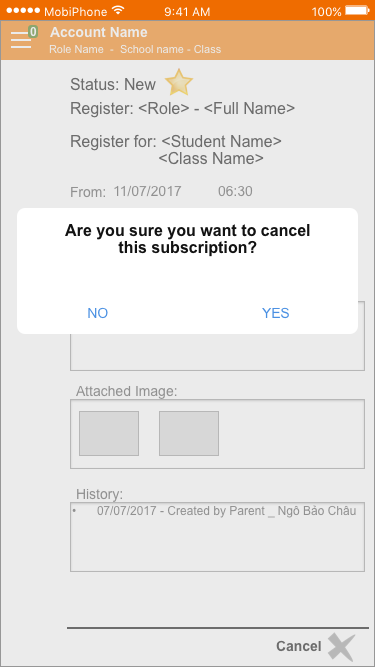 MobiPhone 9:41 AM 100%
0 Account Name
Role Name - School name - Class
Status: New
Register: <Role> - <Full Name>
Register for: <Student Name>
<Class Name>
From: 11/07/2017 06:30
Are you sure you want to cancel
this subscription?
NO YES
Attached Image:
History:
• 07/07/2017 - Created by Parent _ Ngô Bảo Châu
Cancel